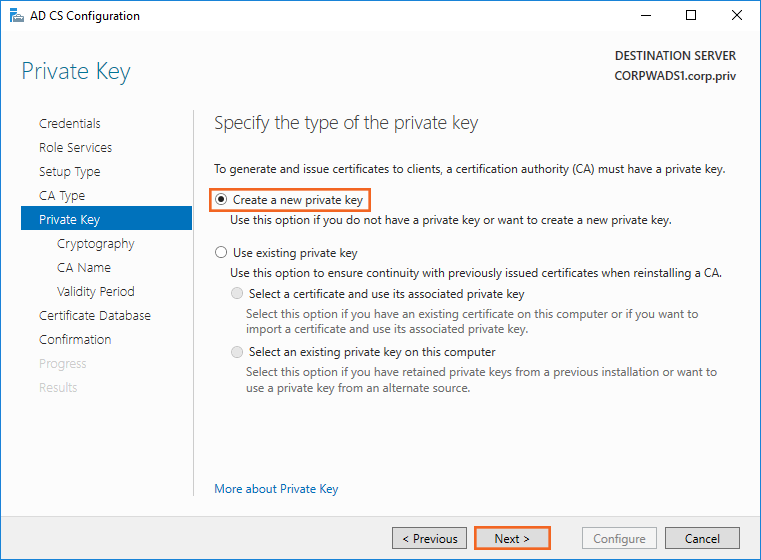 AD CS Configuration
Private Key
DESTINATION SERVER
CORPWADS1.corp.priv
Credentials
Role Services
Setup Type
CA Type
Private Key
Cryptography
CA Name
Validity Period
Certificate Database
Confirmation
Progress
Results
Specify the type of the private key
To generate and issue certificates to clients, a certification authority (CA) must have a private key.
Create a new private key
Use this option if you do not have a private key or want to create a new private key.
Use existing private key
Use this option to ensure continuity with previously issued certificates when reinstalling a CA.
Select a certificate and use its associated private key
Select this option if you have an existing certificate on this computer or if you want to
import a certificate and use its associated private key.
Select an existing private key on this computer
Select this option if you have retained private keys from a previous installation or want to
use a private key from an alternate source.
More about Private Key
< Previous
Next >
Configure
Cancel